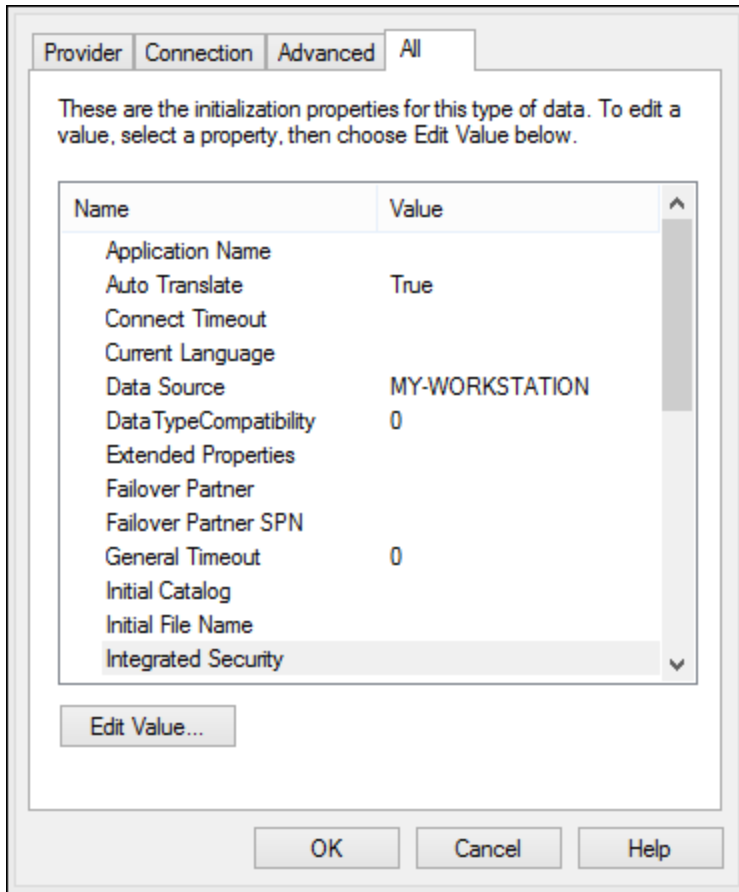 Provider Connection Advanced All
These are the initialization properties for this type of data. To edit a
value, select a property, then choose Edit Value below.
Name Value
Application Name
Auto Translate True
Connect Timeout
Current Language
Data Source MY-WORKSTATION
DataTypeCompatibility 0
Extended Properties
Failover Partner
Failover Partner SPN
General Timeout 0
Initial Catalog
Initial File Name
Integrated Security
Edit Value...
OK Cancel Help